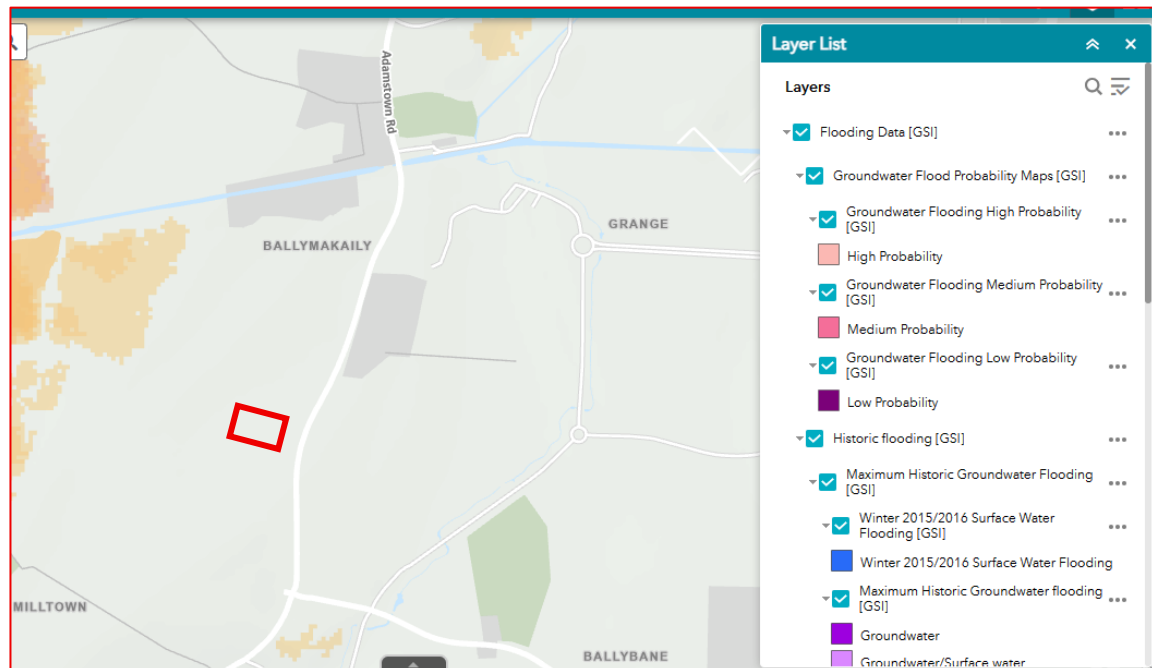 Adamstown Rd
GRANGE
BALLYMAKAILY
MILLTOWN
BALLYBANE
Layer List
Layers
Flooding Data [GSI]
Groundwater Flood Probability Maps [GSI]
Groundwater Flooding High Probability
[GSI]
High Probability
Groundwater Flooding Medium Probability
[GSI]
Medium Probability
Groundwater Flooding Low Probability
[GSI]
Low Probability
Historic flooding [GSI]
Maximum Historic Groundwater Flooding
[GSI]
Winter 2015/2016 Surface Water
Flooding [GSI]
Winter 2015/2016 Surface Water Flooding
Maximum Historic Groundwater flooding
[GSI]
Groundwater
Groundwater/Surface water